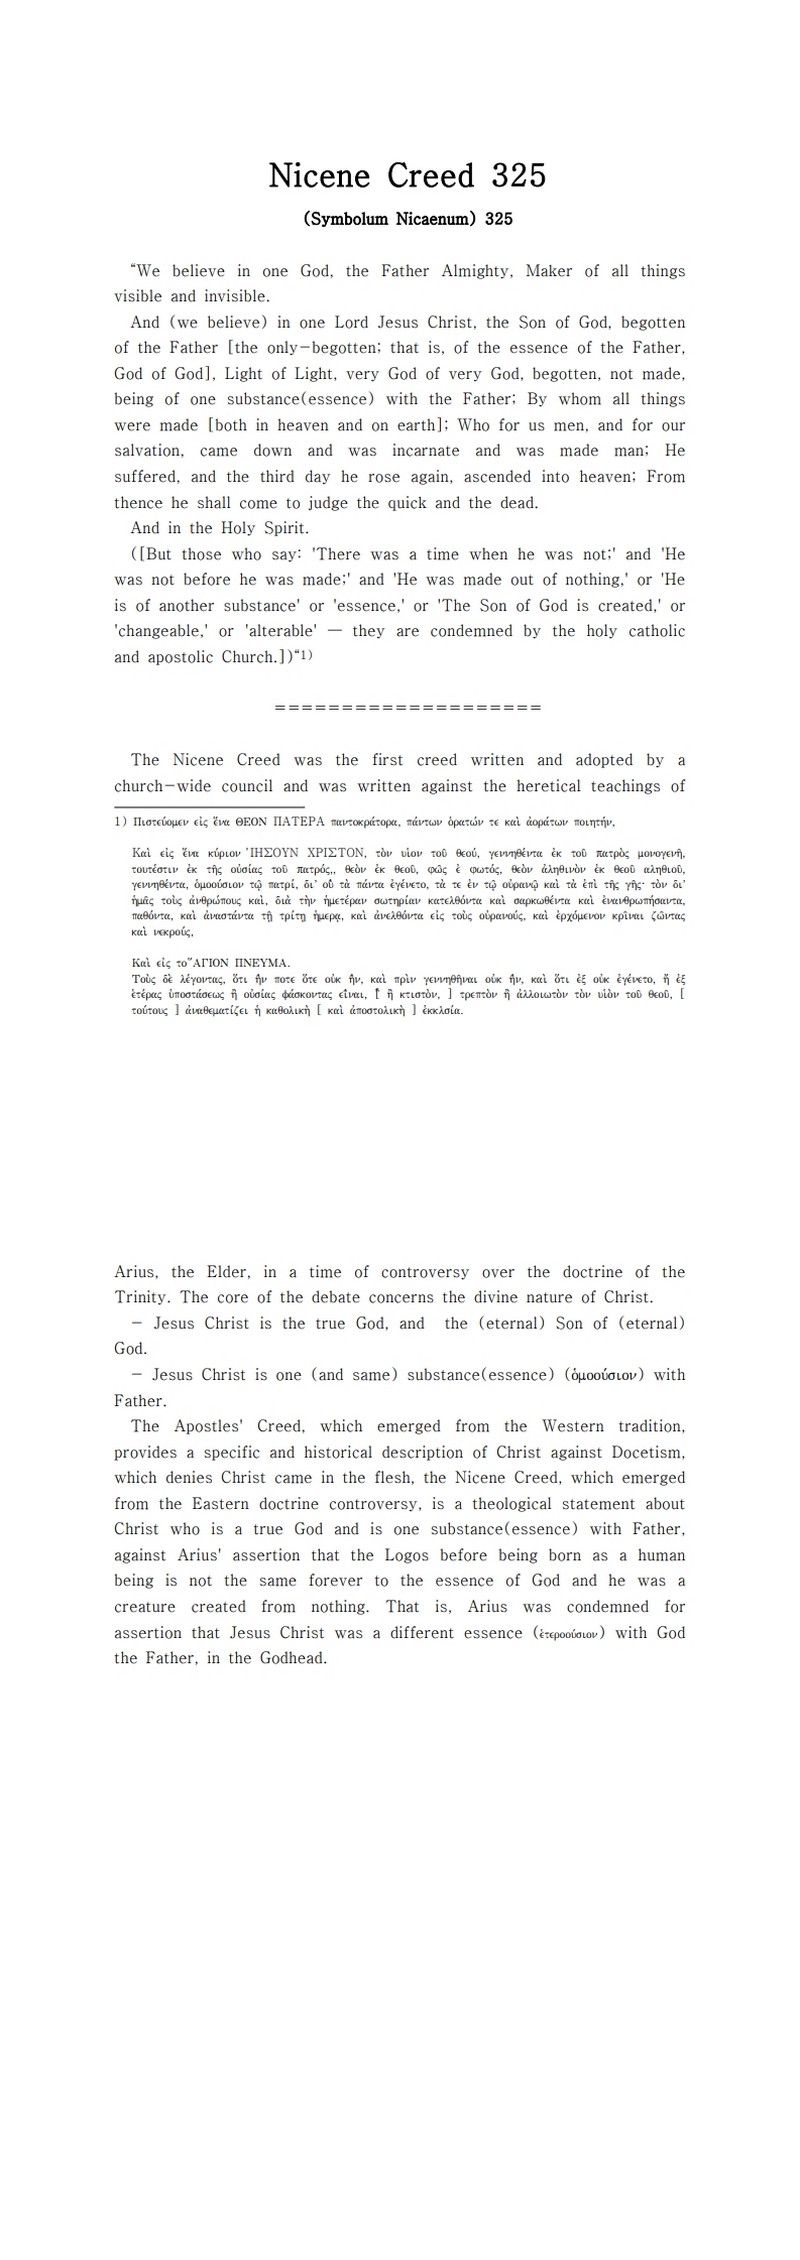 Nicene Creed 325
(Symbolum Nicaenum) 325
“We believe in one God, the Father Almighty, Maker of all things
visible and invisible.
And (we believe) in one Lord Jesus Christ, the Son of God, begotten
of the Father [the only-begotten; that is, of the essence of the Father,
God of God], Light of Light, very God of very God, begotten, not made,
being of one substance(essence) with the Father; By whom all things
were made [both in heaven and on earth]; Who for us men, and for our
salvation, came down and was incarnate and was made man; He
suffered, and the third day he rose again, ascended into heaven; From
thence he shall come to judge the quick and the dead.
And in the Holy Spirit.
([But those who say: 'There was a time when he was not;' and 'He
was not before he was made;' and 'He was made out of nothing,' or 'He
is of another substance' or 'essence,' or 'The Son of God is created,' or
'changeable,' or 'alterable' — they are condemned by the holy catholic
and apostolic Church.])“1)
====================
The Nicene Creed was the first creed written and adopted by a
church-wide council and was written against the heretical teachings of
1) Πιστεύομεν εἰς ἕνα ΘΕΟΝ ΠΑΤΕΡΑ παντοκράτορα, πάντων ὁρατών τε καὶ ἀοράτων ποιητήν,
Καὶ εἰς ἕνα κύριον ᾿ΙΗΣΟΥΝ ΧΡΙΣΤΟΝ, τὸν υἱον τοῦ θεού, γεννηθέντα ἐκ τοῦ πατρὸς μονογενῆ,
τουτέστιν ἐκ τῆς οὐσίας τοῦ πατρός,, θεὸν ἐκ θεοῦ, φῶς ἐ φωτός, θεὸν ἀληθινὸν ἐκ θεοῦ αληθιοῦ,
γεννηθέντα, ὁμοούσιον τῷ πατρί, δι᾿ οὗ τὰ πάντα ἐγένετο, τὰ τε ἐν τῷ οὐρανῷ καὶ τὰ ἐπὶ τῆς γῆς· τὸν δι᾿
ἡμᾶς τοὺς ἀνθρώπους καὶ, διὰ τὴν ἡμετέραν σωτηρίαν κατελθόντα καὶ σαρκωθέντα καὶ ἐνανθρωπήσαντα,
παθόντα, καὶ ἀναστάντα τῇ τρίτῃ ἡμερᾳ, καὶ ἀνελθόντα εἰς τοὺς οὐρανούς, καὶ ἐρχόμενον κρῖναι ζῶντας
καὶ νεκρούς,
Καὶ εἰς το῞ΑΓΙΟΝ ΠΝΕΥΜΑ.
Τοὺς δὲ λέγοντας, ὅτι ἦν ποτε ὅτε οὐκ ἦν, καὶ πρὶν γεννηθῆναι οὐκ ἦν, καὶ ὅτι ἐξ οὐκ ἐγένετο, ἤ ἐξ
ἑτέρας ὑποστάσεως ἢ οὐσίας φάσκοντας εἶναι, [ ἢ κτιστὸν, ] τρεπτὸν ἢ ἀλλοιωτὸν τὸν υἱὸν τοῦ θεοῦ, [
τούτους ] ἀναθεματίζει ἡ καθολικὴ [ καὶ ἀποστολικὴ ] ἐκκλσία.
Arius, the Elder, in a time of controversy over the doctrine of the
Trinity. The core of the debate concerns the divine nature of Christ.
- Jesus Christ is the true God, and the (eternal) Son of (eternal)
God.
- Jesus Christ is one (and same) substance(essence) (ὁμοούσιον) with
Father.
The Apostles' Creed, which emerged from the Western tradition,
provides a specific and historical description of Christ against Docetism,
which denies Christ came in the flesh, the Nicene Creed, which emerged
from the Eastern doctrine controversy, is a theological statement about
Christ who is a true God and is one substance(essence) with Father,
against Arius' assertion that the Logos before being born as a human
being is not the same forever to the essence of God and he was a
creature created from nothing. That is, Arius was condemned for
assertion that Jesus Christ was a different essence (ἑτεροούσιον) with God
the Father, in the Godhead.